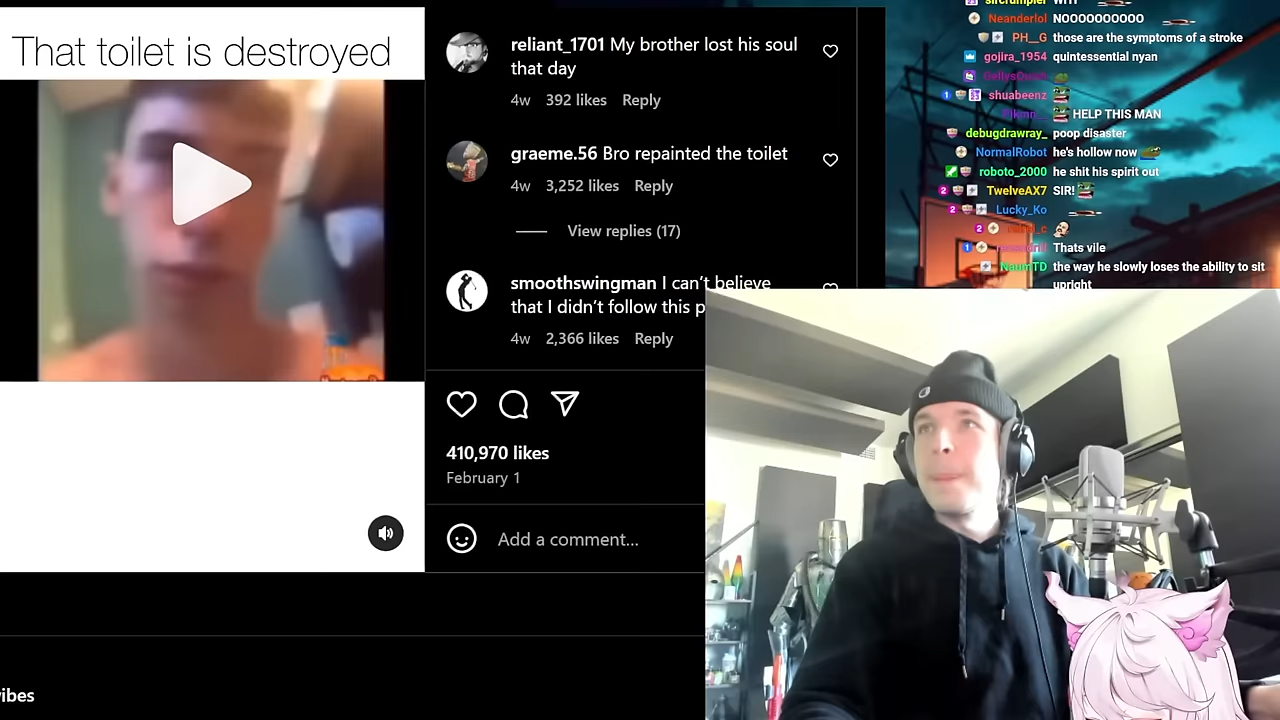 That toilet is destroyed
reliant_1701 My brother lost his soul
that day
4w 392 likes Reply
graeme.56 Bro repainted the toilet
4w 3,252 likes Reply
View replies (17)
smoothswingman I can't believe
that I didn't follow this p
4w 2,366 likes Reply
410,970 likes
February 1
Add a comment...
ibes
Neanderlol NOOOOOOOOOO
PH__G those are the symptoms of a stroke
gojira_1954 quintessential nyan
shuabeenz
HELP THIS MAN
debugdrawray_ poop disaster
NormalRobot he's hollow now
roboto_2000 he shit his spirit out
TwelveAX7 SIR!
Lucky_Ko
Thats vile
NaumTD the way he slowly loses the ability to sit
upright